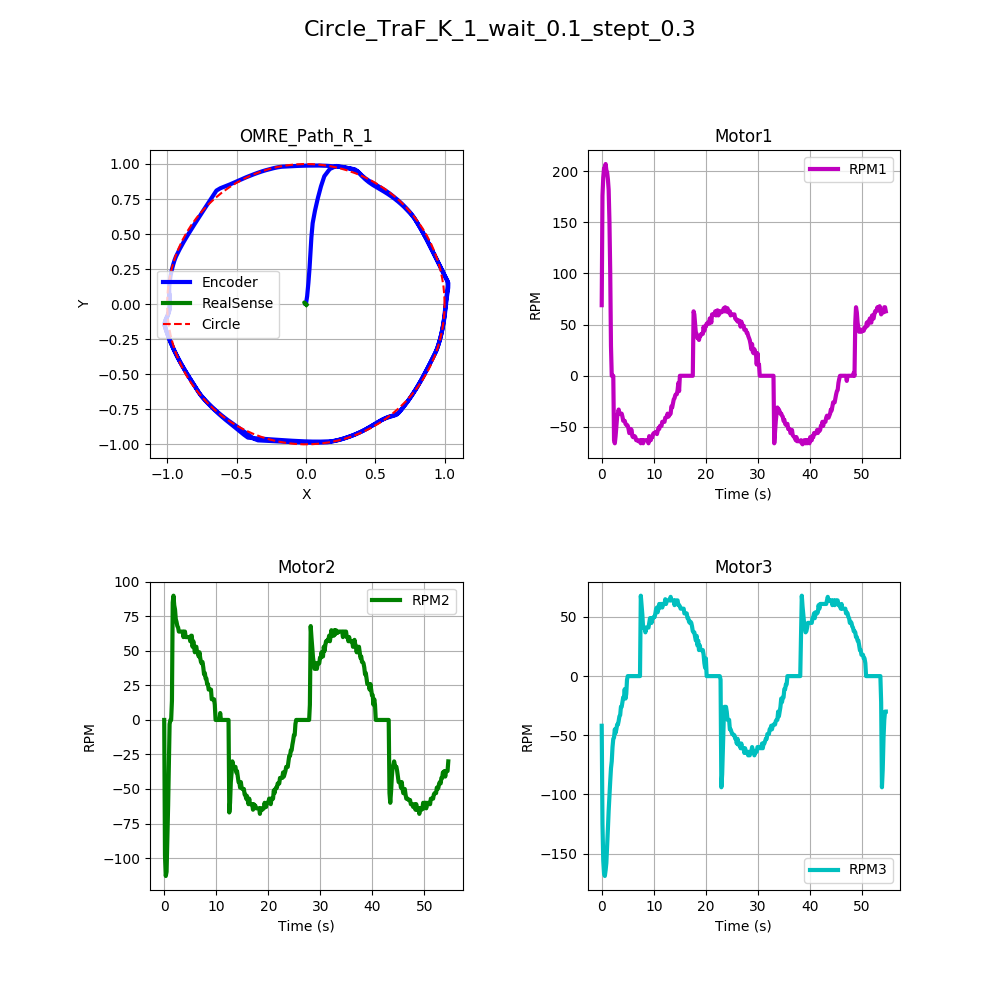 Circle_TraF_K_1_wait_0.1_stept_0.3
OMRE_Path_R_1
1.00
0.75
0.50
0.25
0.00
−0.25
−0.50
−0.75
−1.00
Y
Encoder
RealSense
Circle
−1.0 −0.5 0.0 0.5 1.0
X
Motor1
200
150
100
50
0
−50
RPM
RPM1
0 10 20 30 40 50
Time (s)
Motor2
100
75
50
25
0
−25
−50
−75
−100
RPM
RPM2
0 10 20 30 40 50
Time (s)
Motor3
50
0
−50
−100
−150
RPM
RPM3
0 10 20 30 40 50
Time (s)